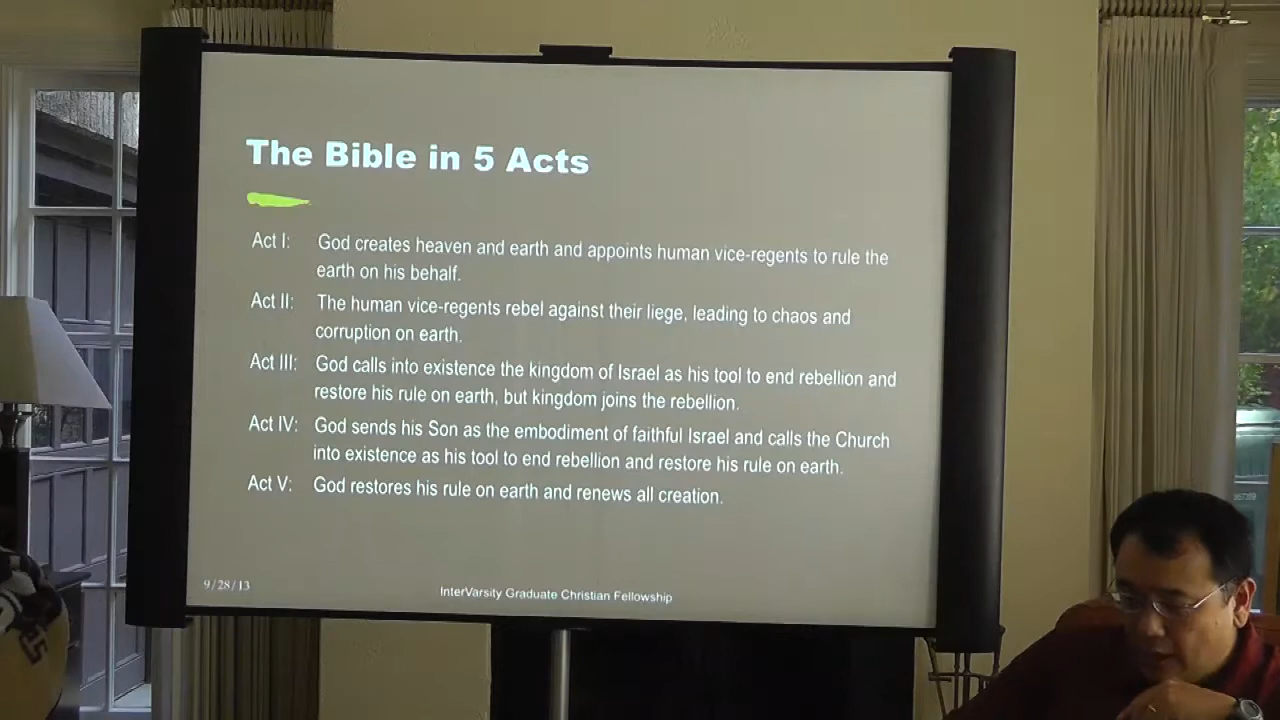 The Bible in 5 Acts
Act I: God creates heaven and earth and appoints human vice-regents to rule the
earth on his behalf.
Act II: The human vice-regents rebel against their liege, leading to chaos and
corruption on earth.
Act III: God calls into existence the kingdom of Israel as his tool to end rebellion and
restore his rule on earth, but kingdom joins the rebellion.
Act IV: God sends his Son as the embodiment of faithful Israel and calls the Church
into existence as his tool to end rebellion and restore his rule on earth.
Act V: God restores his rule on earth and renews all creation.
9/28/13
InterVarsity Graduate Christian Fellowship